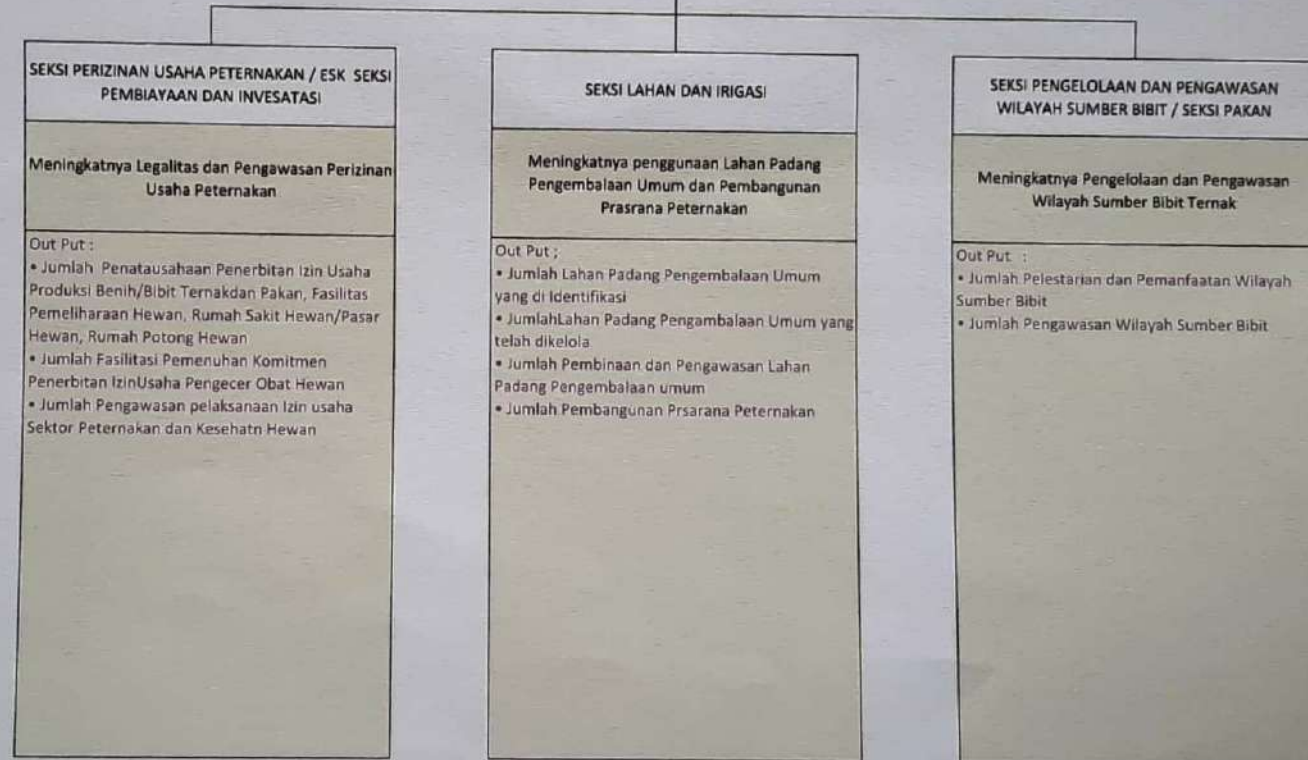 SEKSI PERIZINAN USAHA PETERNAKAN / ESK SEKSI
PEMBIAYAAN DAN INVESATASI
Meningkatnya Legalitas dan Pengawasan Perizinan
Usaha Peternakan
Out Put :
• Jumlah Penatausahaan Penerbitan Izin Usaha
Produksi Benih/Bibit Ternakdan Pakan, Fasilitas
Pemeliharaan Hewan, Rumah Sakit Hewan/Pasar
Hewan, Rumah Potong Hewan
• Jumlah Fasilitasi Pemenuhan Komitmen
Penerbitan IzinUsaha Pengecer Obat Hewan
• Jumlah Pengawasan pelaksanaan Izin usaha
Sektor Peternakan dan Kesehatn Hewan
SEKSI LAHAN DAN IRIGASI
Meningkatnya penggunaan Lahan Padang
Pengembalaan Umum dan Pembangunan
Prasrana Peternakan
Out Put ;
• Jumlah Lahan Padang Pengembalaan Umum
yang di Identifikasi
• JumlahLahan Padang Pengambalaan Umum yang
telah dikelola
• Jumlah Pembinaan dan Pengawasan Lahan
Padang Pengembalaan umum
• Jumlah Pembangunan Prsarana Peternakan
SEKSI PENGELOLAAN DAN PENGAWASAN
WILAYAH SUMBER BIBIT / SEKSI PAKAN
Meningkatnya Pengelolaan dan Pengawasan
Wilayah Sumber Bibit Ternak
Out Put :
• Jumlah Pelestarian dan Pemanfaatan Wilayah
Sumber Bibit
• Jumlah Pengawasan Wilayah Sumber Bibit